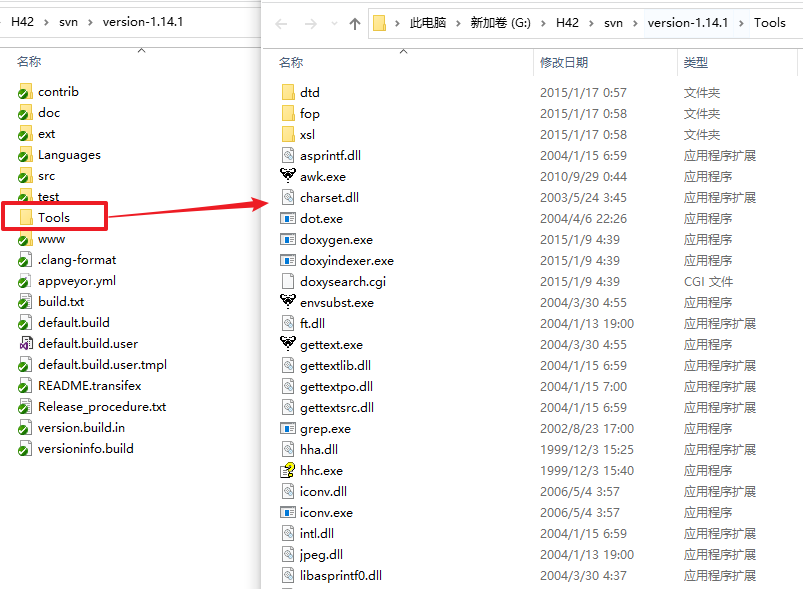 H42 › svn › version-1.14.1
名称
contrib
doc
ext
Languages
src
test
Tools
www
.clang-format
appveyor.yml
build.txt
default.build
default.build.user
default.build.user.tmpl
README.transifex
Release_procedure.txt
version.build.in
versioninfo.build
› 此电脑 › 新加卷 (G:) › H42 › svn › version-1.14.1 › Tools
名称 修改日期 类型
dtd 2015/1/17 0:57 文件夹
fop 2015/1/17 0:58 文件夹
xsl 2015/1/17 0:58 文件夹
asprintf.dll 2004/1/15 6:59 应用程序扩展
awk.exe 2010/9/29 0:44 应用程序
charset.dll 2003/5/24 3:45 应用程序扩展
dot.exe 2004/4/6 22:26 应用程序
doxygen.exe 2015/1/9 4:39 应用程序
doxyindexer.exe 2015/1/9 4:39 应用程序
doxysearch.cgi 2015/1/9 4:39 CGI 文件
envsubst.exe 2004/3/30 4:55 应用程序
ft.dll 2004/1/13 19:00 应用程序扩展
gettext.exe 2004/3/30 4:55 应用程序
gettextlib.dll 2004/1/15 6:59 应用程序扩展
gettextpo.dll 2004/1/15 7:00 应用程序扩展
gettextsrc.dll 2004/1/15 6:59 应用程序扩展
grep.exe 2002/8/23 17:00 应用程序
hha.dll 1999/12/3 15:25 应用程序扩展
hhc.exe 1999/12/3 15:40 应用程序
iconv.dll 2006/5/4 3:57 应用程序扩展
iconv.exe 2006/5/4 3:57 应用程序
intl.dll 2004/1/15 6:59 应用程序扩展
jpeg.dll 2004/1/13 19:00 应用程序扩展
libasprintf0.dll 2004/3/30 4:37 应用程序扩展